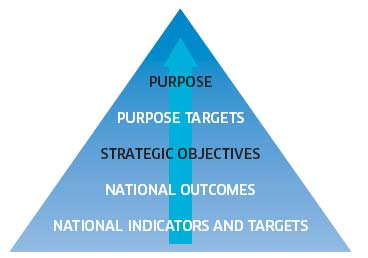 PURPOSE
PURPOSE TARGETS
STRATEGIC OBJECTIVES
NATIONAL OUTCOMES
NATIONAL INDICATORS AND TARGETS